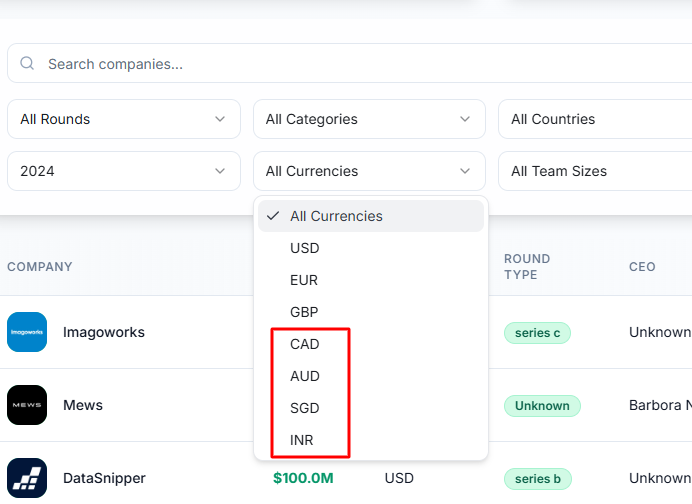 Search companies...
All Rounds
All Categories
All Countries
2024
All Currencies
All Team Sizes
All Currencies
USD
EUR
GBP
CAD
AUD
SGD
INR
COMPANY
ROUND
TYPE
CEO
Imagoworks
Imagoworks
series c
Unknown
MEWS
Mews
Unknown
Barbora N
DataSnipper
$100.0M
USD
series b
Unknown